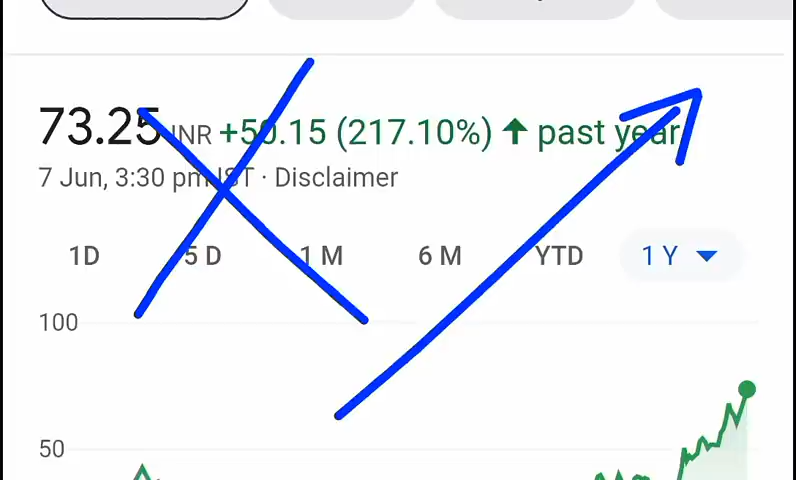 73.25 INR +50.15 (217.10%) ↑ past year
7 Jun, 3:30 pm IST · Disclaimer
1D 5 D 1 M 6 M YTD 1 Y
100
50